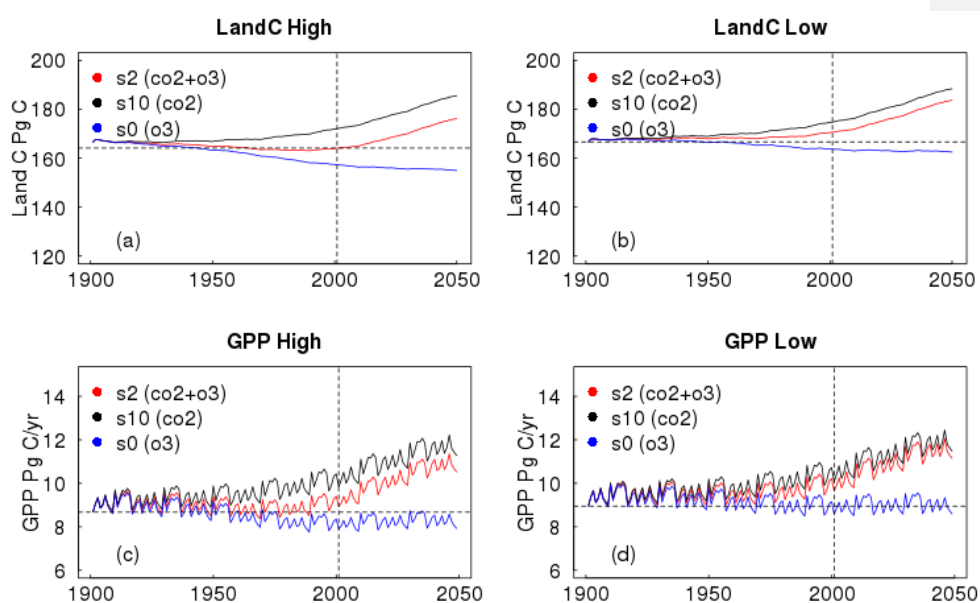 LandC High
Land C Pg C
200
180
160
140
120
s2 (co2+o3)
s10 (co2)
s0 (o3)
(a)
1900 1950 2000 2050
LandC Low
Land C Pg C
200
180
160
140
120
s2 (co2+o3)
s10 (co2)
s0 (o3)
(b)
1900 1950 2000 2050
GPP High
GPP Pg C/yr
14
12
10
8
6
s2 (co2+o3)
s10 (co2)
s0 (o3)
(c)
1900 1950 2000 2050
GPP Low
GPP Pg C/yr
14
12
10
8
6
s2 (co2+o3)
s10 (co2)
s0 (o3)
(d)
1900 1950 2000 2050